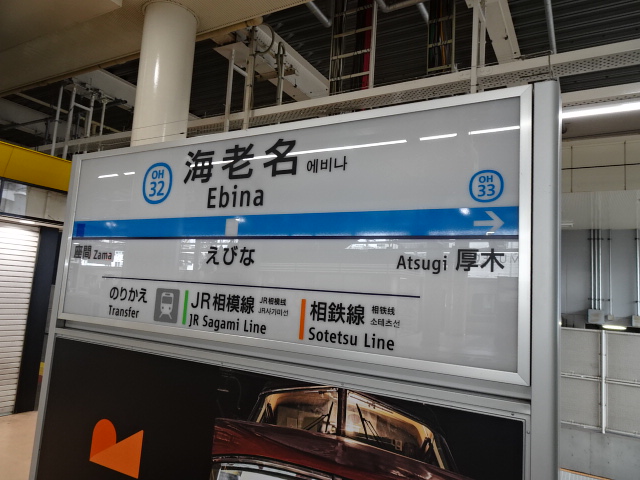 OH
32
海老名 에비나
Ebina
OH
33
座間 Zama
えびな
Atsugi 厚木
のりかえ
Transfer
JR相模線 JR相模线
JR사가미선
JR Sagami Line
相鉄線 相铁线
소테츠선
Sotetsu Line